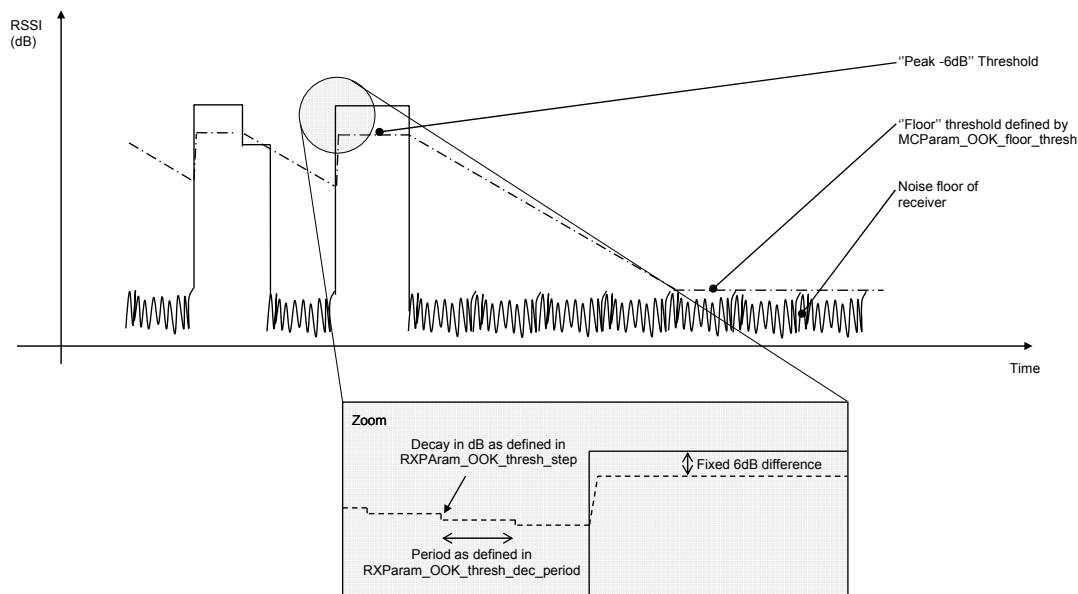 RSSI
(dB)
‘’Peak -6dB’’ Threshold
‘’Floor’’ threshold defined by
MCParam_OOK_floor_thresh
Noise floor of
receiver
Time
Zoom
Decay in dB as defined in
RXPAram_OOK_thresh_step
Fixed 6dB difference
Period as defined in
RXParam_OOK_thresh_dec_period